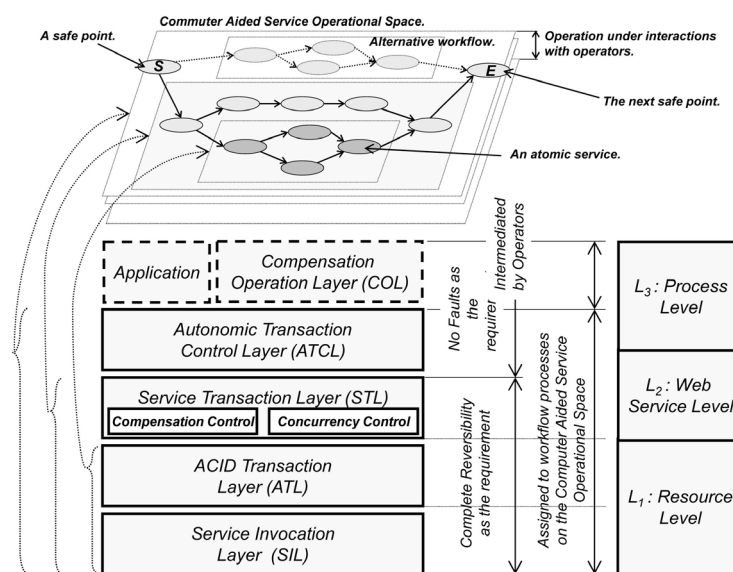 Commuter Aided Service Operational Space.
A safe point.
Alternative workflow.
Operation under interactions
with operators.
S
E
The next safe point.
An atomic service.
Application
Compensation
Operation Layer (COL)
Autonomic Transaction
Control Layer (ATCL)
Service Transaction Layer (STL)
Compensation Control
Concurrency Control
ACID Transaction
Layer (ATL)
Service Invocation
Layer (SIL)
No Faults as
the
requirer
Intermediated
by Operators
Complete Reversibility
as the requirement
Assigned to workflow processes
on the Computer Aided Service
Operational Space
L3 : Process
Level
L2 : Web
Service Level
L1 : Resource
Level